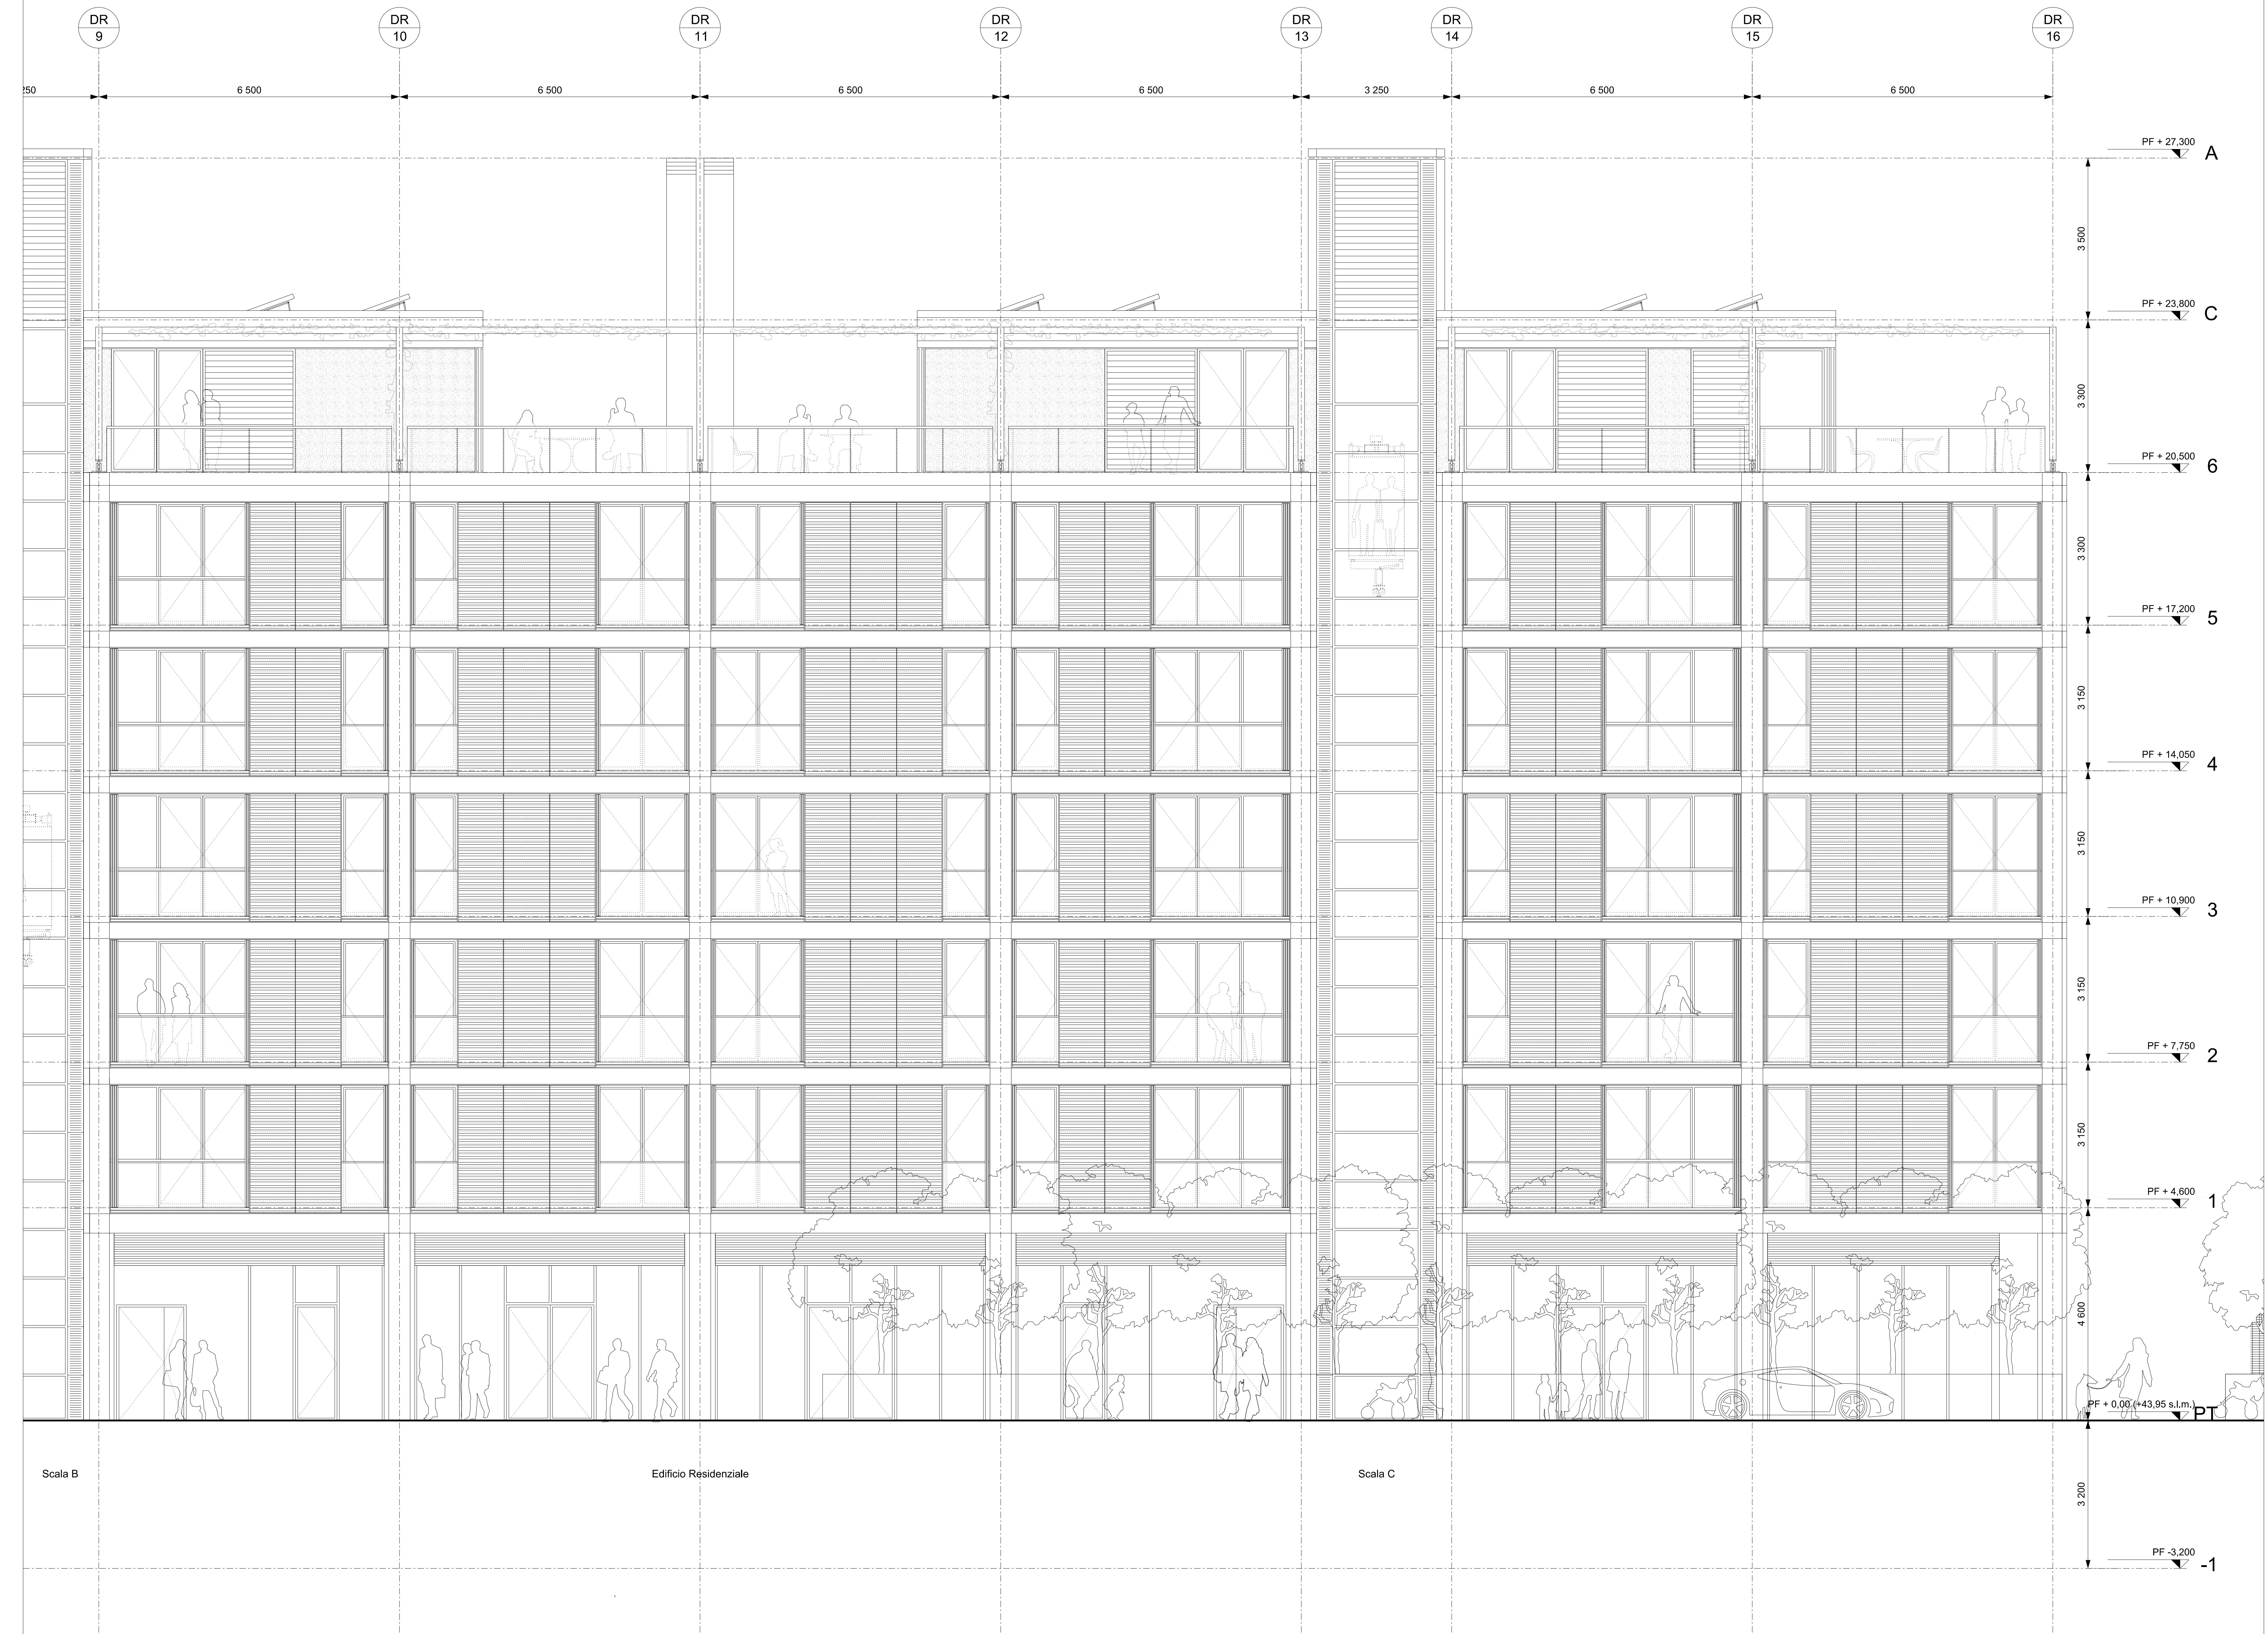 DR
9
DR
10
DR
11
DR
12
DR
13
DR
14
DR
15
DR
16
250
6 500
6 500
6 500
6 500
3 250
6 500
6 500
PF + 27,300
A
3 500
PF + 23,800
C
3 300
PF + 20,500
6
3 300
PF + 17,200
5
3 150
PF + 14,050
4
3 150
PF + 10,900
3
3 150
PF + 7,750
2
3 150
PF + 4,600
1
4 600
PF + 0,00 (+43,95 s.l.m.)
PT
Scala B
Edificio Residenziale
Scala C
3 200
PF -3,200
-1